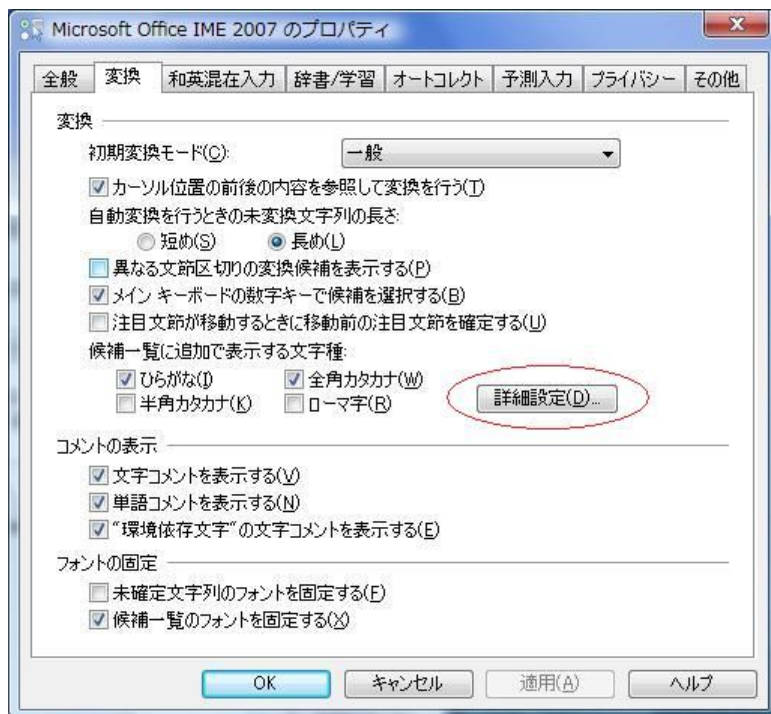 Microsoft Office IME 2007 のプロパティ
全般 変換 和英混在入力 辞書/学習 オートコレクト 予測入力 プライバシー その他
変換
初期変換モード(C): 一般
カーソル位置の前後の内容を参照して変換を行う(T)
自動変換を行うときの未変換文字列の長さ:
短め(S) 長め(L)
異なる文節区切りの変換候補を表示する(P)
メイン キーボードの数字キーで候補を選択する(B)
注目文節が移動するときに移動前の注目文節を確定する(U)
候補一覧に追加で表示する文字種:
ひらがな(I) 全角カタカナ(W)
半角カタカナ(K) ローマ字(R) 詳細設定(D)...
コメントの表示
文字コメントを表示する(V)
単語コメントを表示する(N)
"環境依存文字"の文字コメントを表示する(E)
フォントの固定
未確定文字列のフォントを固定する(F)
候補一覧のフォントを固定する(X)
OK キャンセル 適用(A) ヘルプ